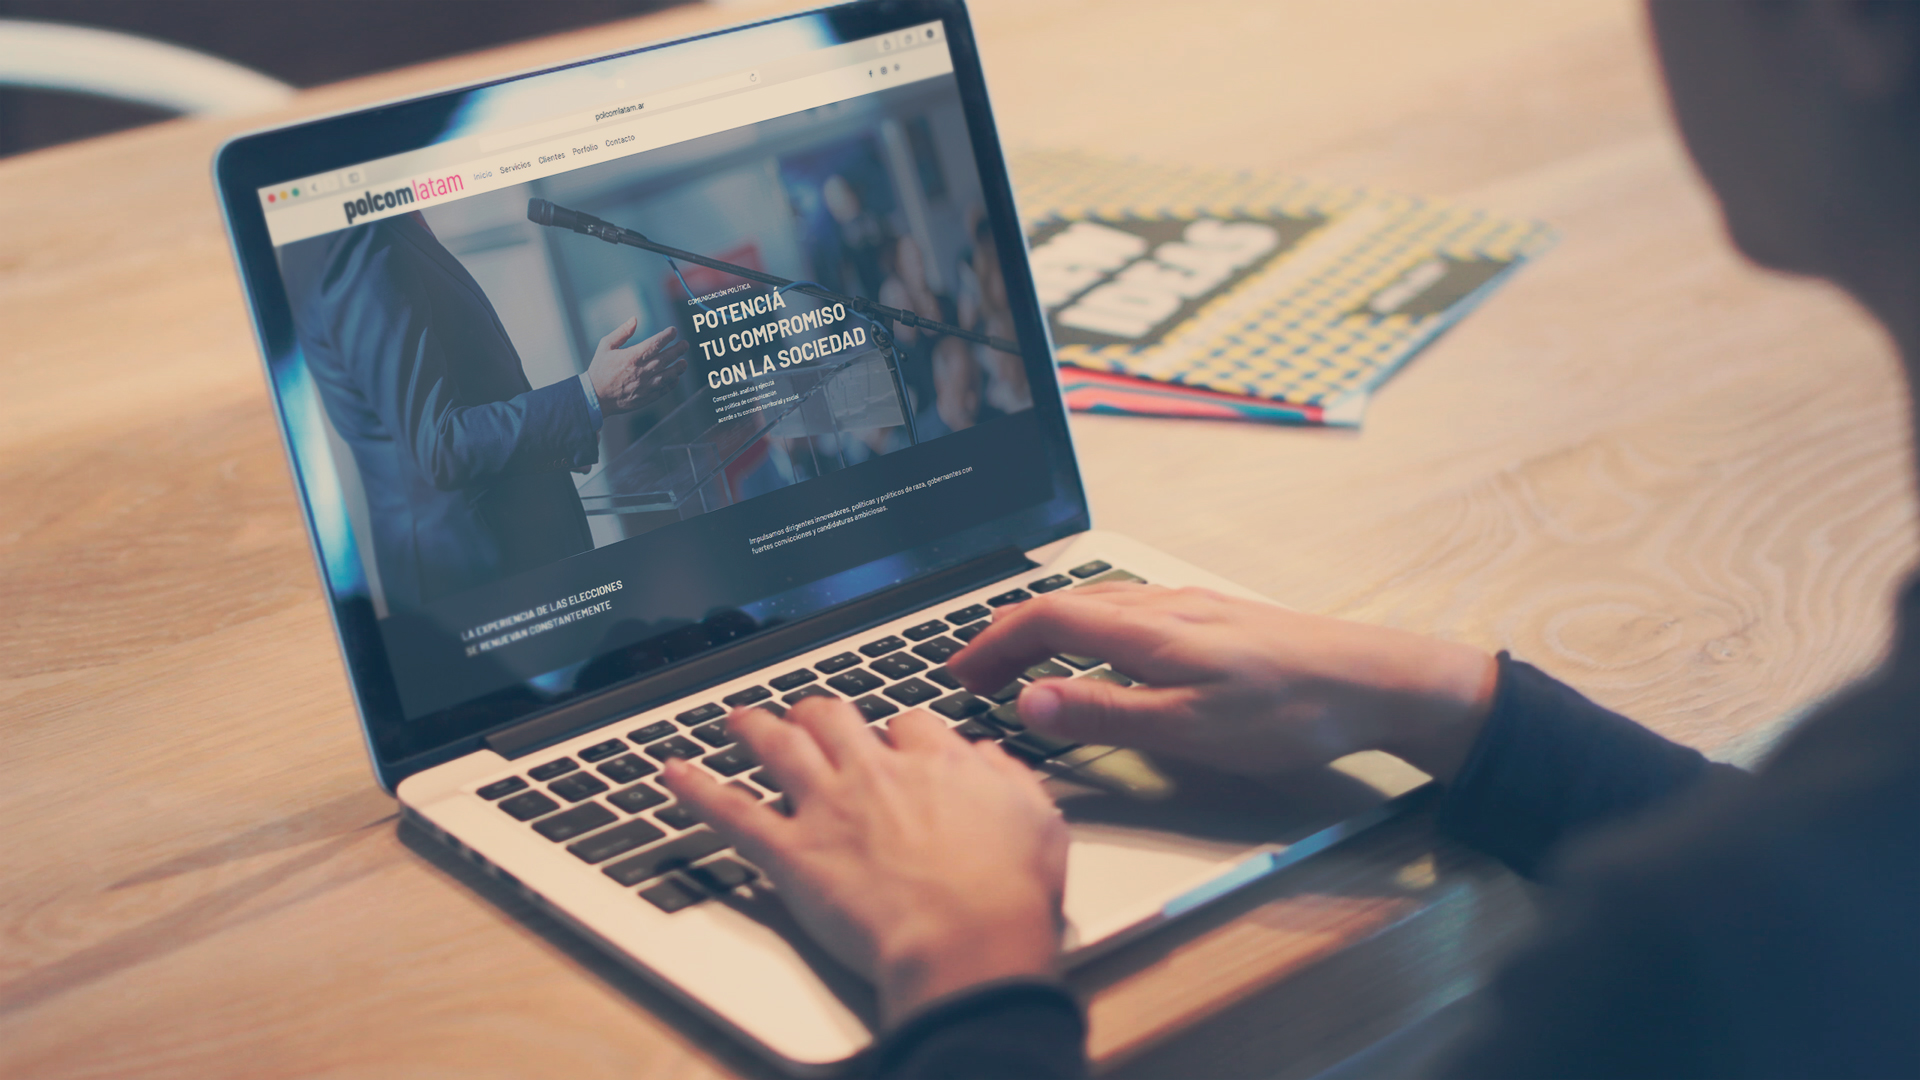 polcomlatam.ar
polcomlatam
Inicio Servicios Clientes Porfolio Contacto
COMUNICACIÓN POLÍTICA
POTENCIÁ
TU COMPROMISO
CON LA SOCIEDAD
Comprende, analiza y ejecuta
una política de comunicación
acorde a tu contexto territorial y social
Impulsamos dirigentes innovadores, políticas y políticos de raza, gobernantes con
fuertes convicciones y candidaturas ambiciosas.
LA EXPERIENCIA DE LAS ELECCIONES
SE RENUEVAN CONSTANTEMENTE
IDEAS